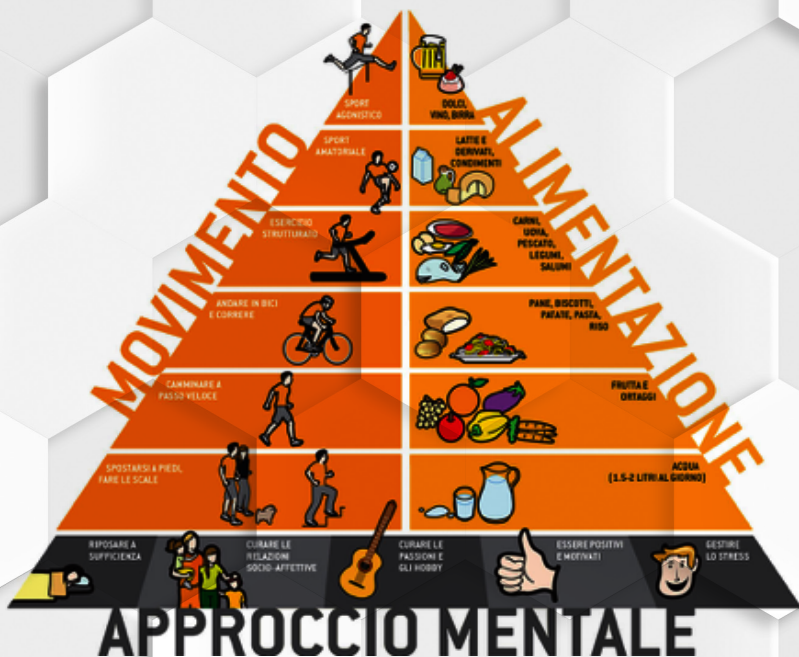 MOVIMENTO
ALIMENTAZIONE
SPORT
AGONISTICO
DOLCI,
VINO, BIRRA
SPORT
AMATORIALE
LATTE E
DERIVATI,
CONDIMENTI
ESERCIZIO
STRUTTURATO
CARNI,
UOVA,
PESCATO,
LEGUMI,
SALUMI
ANDARE IN BICI
E CORRERE
PANE, BISCOTTI,
PATATE, PASTA,
RISO
CAMMINARE A
PASSO VELOCE
FRUTTA E
ORTAGGI
SPOSTARSI A PIEDI,
FARE LE SCALE
ACQUA
(1.5-2 LITRI AL GIORNO)
RIPOSARE A
SUFFICIENZA
CURARE LE
RELAZIONI
SOCIO-AFFETTIVE
CURARE LE
PASSIONI E
GLI HOBBY
ESSERE POSITIVI
E MOTIVATI
GESTIRE
LO STRESS
APPROCCIO MENTALE